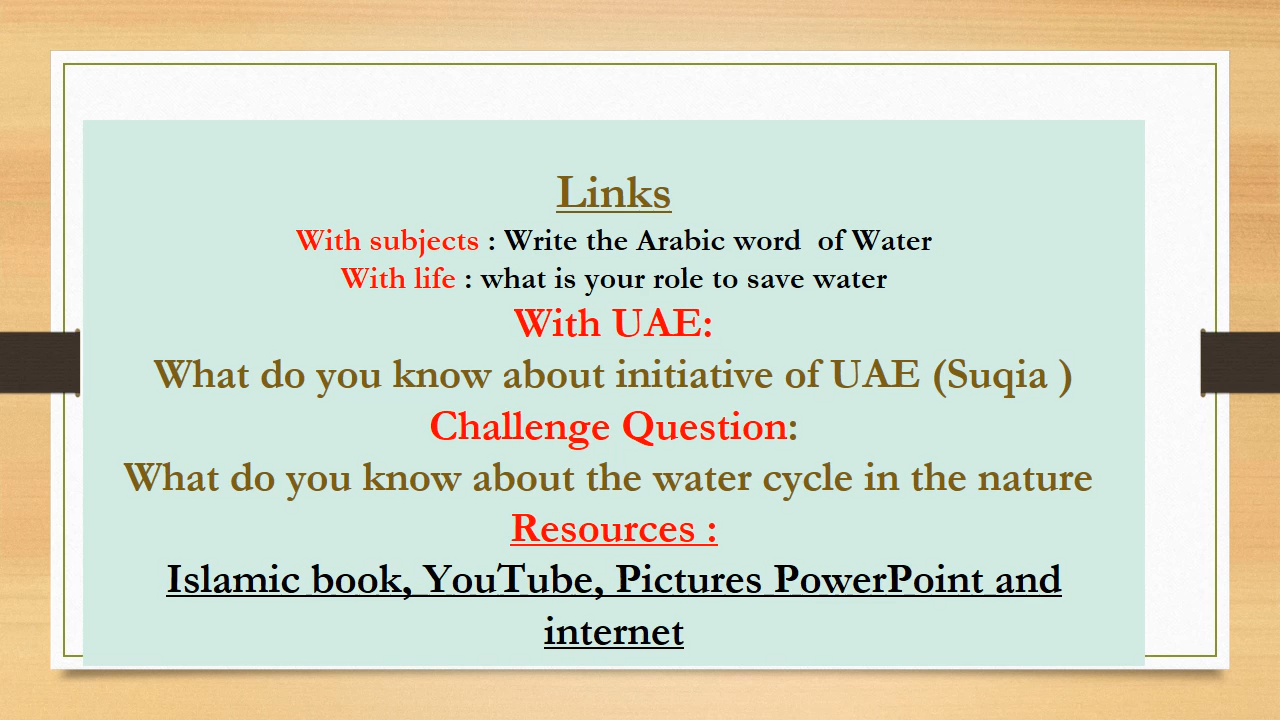 Links
With subjects : Write the Arabic word  of Water
With life : what is your role to save water
With UAE:
What do you know about initiative of UAE (Suqia )
Challenge Question:
What do you know about the water cycle in the nature
Resources :
Islamic book, YouTube, Pictures PowerPoint and
internet